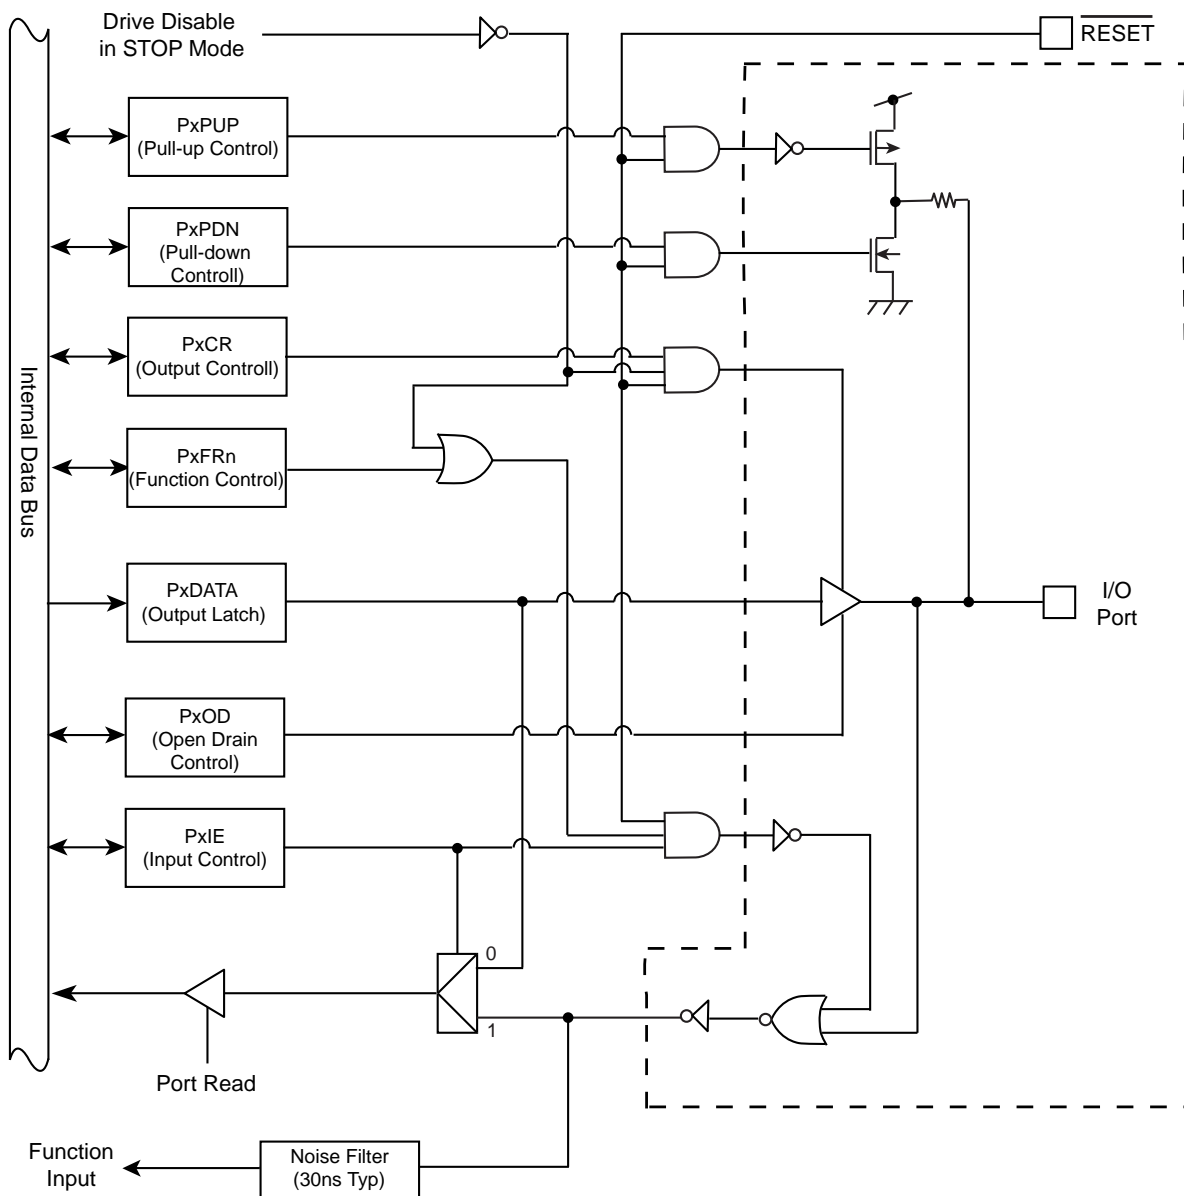 Drive Disable
in STOP Mode
RESET
PxPUP
(Pull-up Control)
PxPDN
(Pull-down
Controll)
PxCR
(Output Controll)
Internal Data Bus
PxFRn
(Function Control)
PxDATA
(Output Latch)
I/O
Port
PxOD
(Open Drain
Control)
PxIE
(Input Control)
0
1
Port Read
Function
Input
Noise Filter
(30ns Typ)